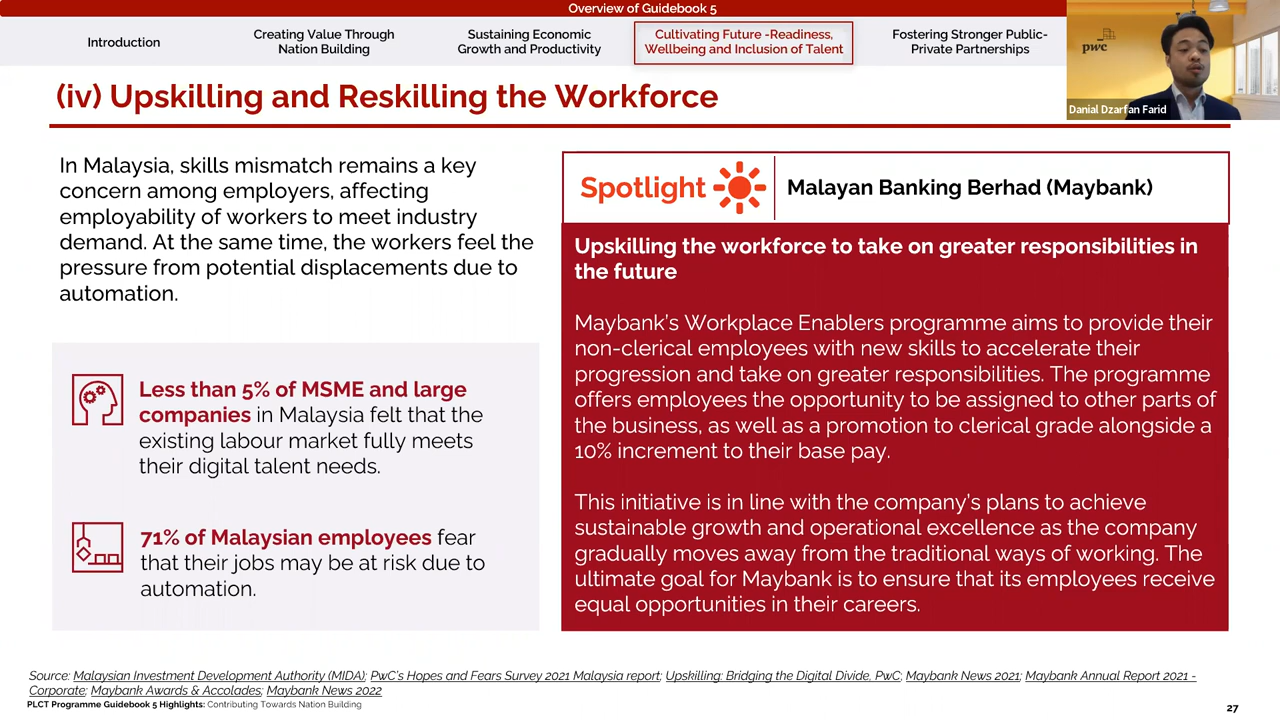 Overview of Guidebook 5
Introduction
Creating Value Through
Nation Building
Sustaining Economic
Growth and Productivity
Cultivating Future -Readiness,
Wellbeing and Inclusion of Talent
Fostering Stronger Public-
Private Partnerships
pwc
Danial Dzarfan Farid
(iv) Upskilling and Reskilling the Workforce
In Malaysia, skills mismatch remains a key
concern among employers, affecting
employability of workers to meet industry
demand. At the same time, the workers feel the
pressure from potential displacements due to
automation.
Less than 5% of MSME and large
companies in Malaysia felt that the
existing labour market fully meets
their digital talent needs.
71% of Malaysian employees fear
that their jobs may be at risk due to
automation.
Spotlight
Malayan Banking Berhad (Maybank)
Upskilling the workforce to take on greater responsibilities in
the future
Maybank's Workplace Enablers programme aims to provide their
non-clerical employees with new skills to accelerate their
progression and take on greater responsibilities. The programme
offers employees the opportunity to be assigned to other parts of
the business, as well as a promotion to clerical grade alongside a
10% increment to their base pay.
This initiative is in line with the company's plans to achieve
sustainable growth and operational excellence as the company
gradually moves away from the traditional ways of working. The
ultimate goal for Maybank is to ensure that its employees receive
equal opportunities in their careers.
Source: Malaysian Investment Development Authority (MIDA); PwC's Hopes and Fears Survey 2021 Malaysia report; Upskilling: Bridging the Digital Divide, PwC; Maybank News 2021; Maybank Annual Report 2021 -
Corporate; Maybank Awards & Accolades; Maybank News 2022
PLCT Programme Guidebook 5 Highlights: Contributing Towards Nation Building
27